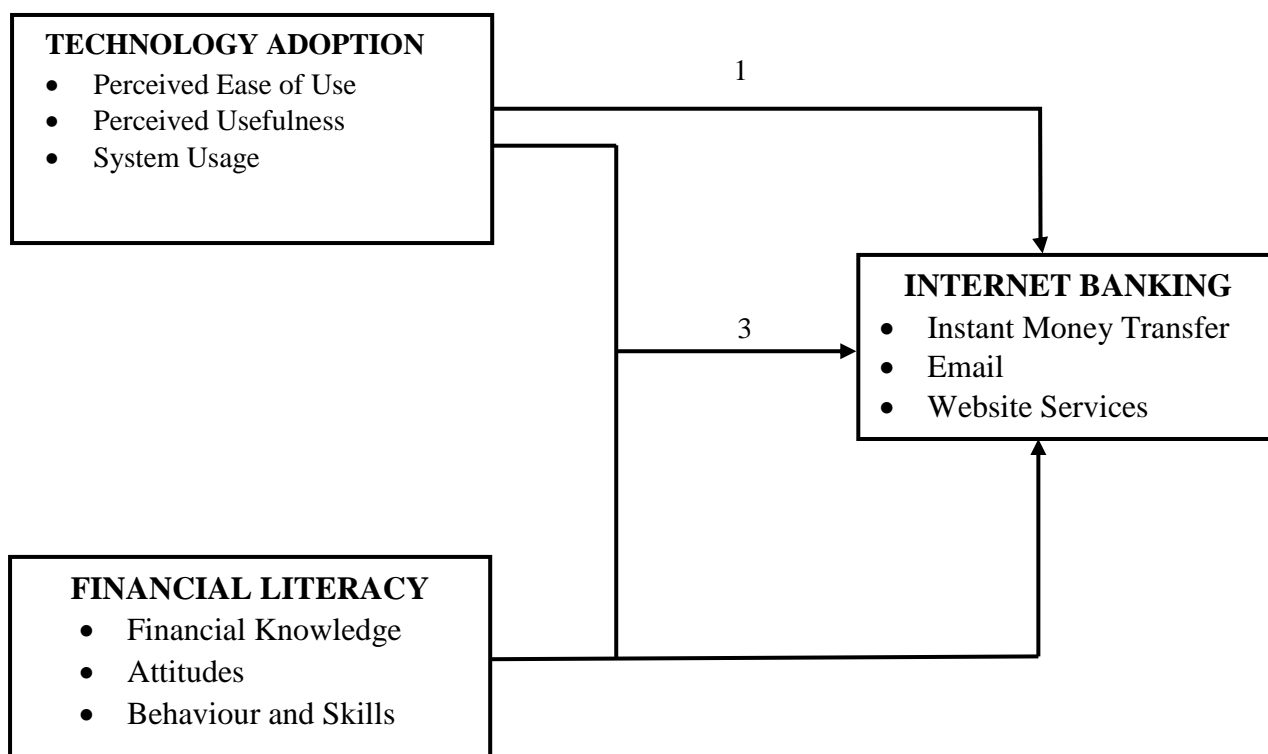 TECHNOLOGY ADOPTION
• Perceived Ease of Use
• Perceived Usefulness
• System Usage
1
INTERNET BANKING
• Instant Money Transfer
• Email
• Website Services
3
FINANCIAL LITERACY
• Financial Knowledge
• Attitudes
• Behaviour and Skills